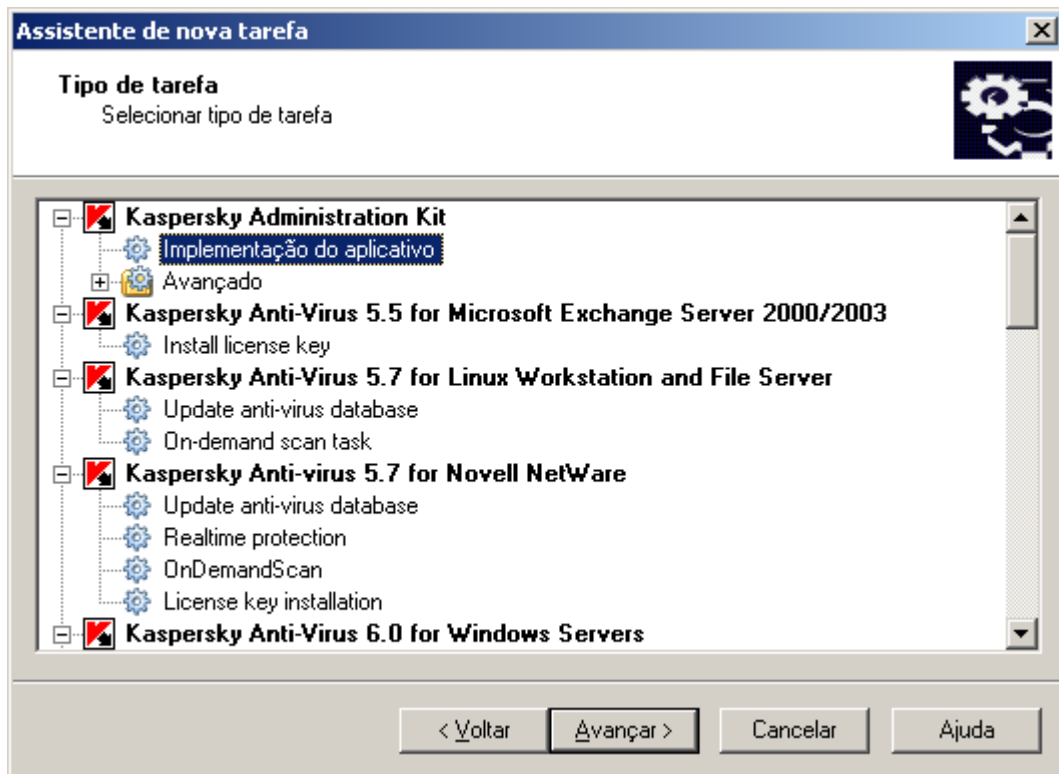 Assistente de nova tarefa
Tipo de tarefa
Selecionar tipo de tarefa
Kaspersky Administration Kit
Implementação do aplicativo
Avançado
Kaspersky Anti-Virus 5.5 for Microsoft Exchange Server 2000/2003
Install license key
Kaspersky Anti-Virus 5.7 for Linux Workstation and File Server
Update anti-virus database
On-demand scan task
Kaspersky Anti-virus 5.7 for Novell NetWare
Update anti-virus database
Realtime protection
OnDemandScan
License key installation
Kaspersky Anti-Virus 6.0 for Windows Servers
< Voltar Avançar > Cancelar Ajuda